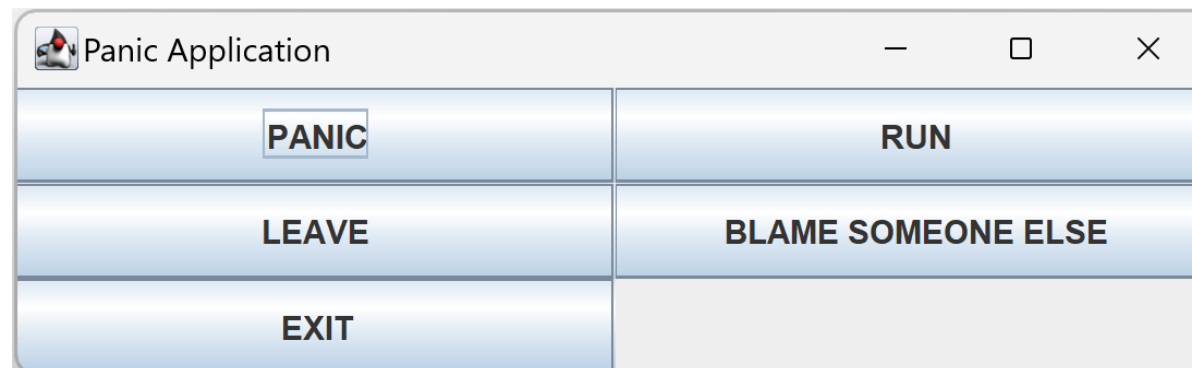 Panic Application
PANIC
RUN
LEAVE
BLAME SOMEONE ELSE
EXIT